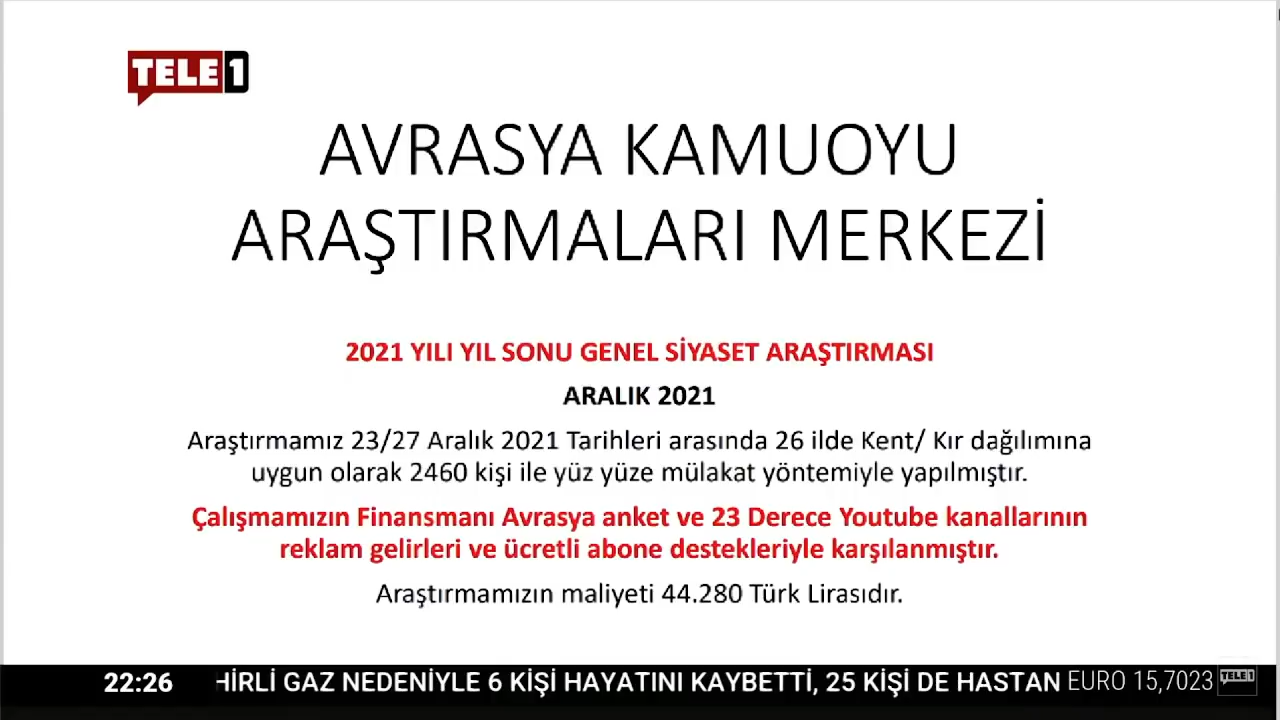 TELE1
AVRASYA KAMUOYU
ARAŞTIRMALARI MERKEZİ
2021 YILI YIL SONU GENEL SİYASET ARAŞTIRMASI
ARALIK 2021
Araştırmamız 23/27 Aralık 2021 Tarihleri arasında 26 ilde Kent/ Kır dağılımına
uygun olarak 2460 kişi ile yüz yüze mülakat yöntemiyle yapılmıştır.
Çalışmamızın Finansmanı Avrasya anket ve 23 Derece Youtube kanallarının
reklam gelirleri ve ücretli abone destekleriyle karşılanmıştır.
Araştırmamızın maliyeti 44.280 Türk Lirasıdır.
22:26 HİRLİ GAZ NEDENİYLE 6 KİŞİ HAYATINI KAYBETTİ, 25 KİŞİ DE HASTAN EURO 15,7023 TELE1